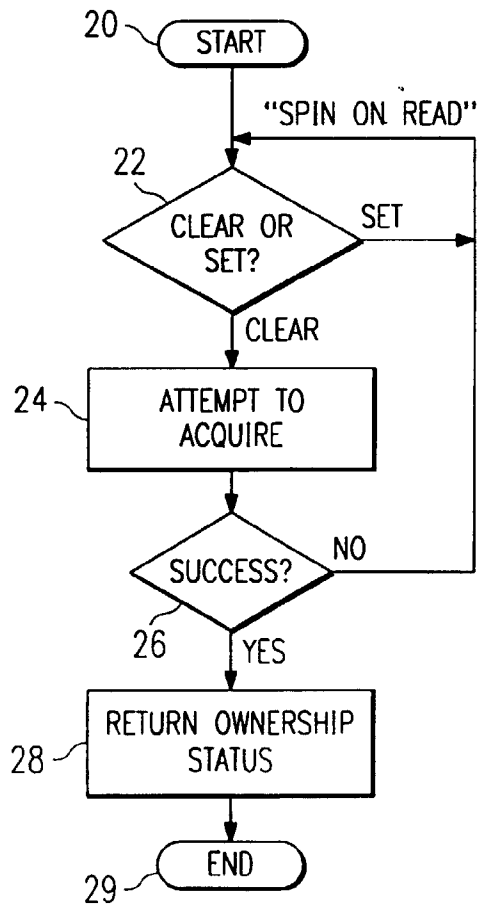 20
START
"SPIN ON READ"
22
CLEAR OR
SET?
SET
CLEAR
24
ATTEMPT TO
ACQUIRE
SUCCESS?
NO
26
YES
RETURN OWNERSHIP
STATUS
28
END
29